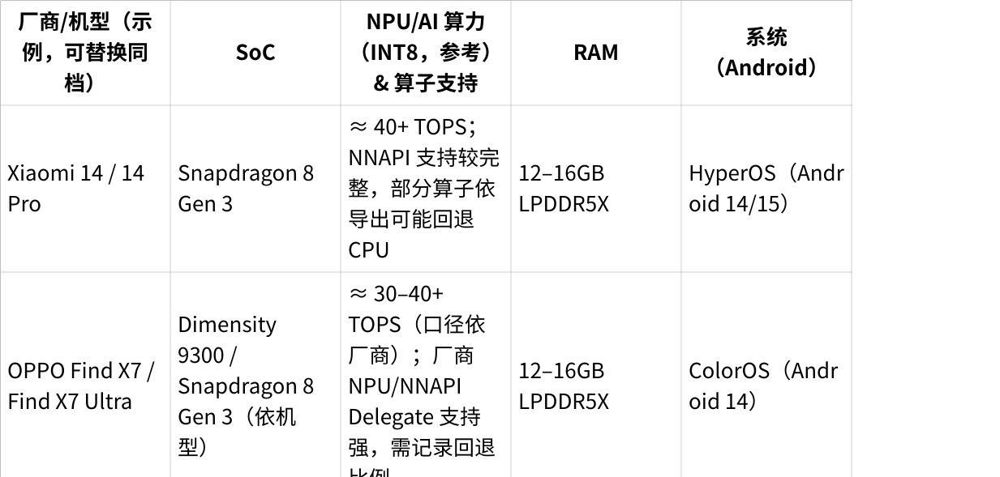 厂商/机型（示
例，可替换同
档）
SoC
NPU/AI 算力
（INT8，参考）
& 算子支持
RAM
系统
（Android）
Xiaomi 14 / 14
Pro
Snapdragon 8
Gen 3
≈ 40+ TOPS；
NNAPI 支持较完
整，部分算子依
导出可能回退
CPU
12–16GB
LPDDR5X
HyperOS（Andr
oid 14/15）
OPPO Find X7 /
Find X7 Ultra
Dimensity
9300 /
Snapdragon 8
Gen 3（依机
型）
≈ 30–40+
TOPS（口径依
厂商）；厂商
NPU/NNAPI
Delegate 支持
强，需记录回退
比例
12–16GB
LPDDR5X
ColorOS（Andr
oid 14）